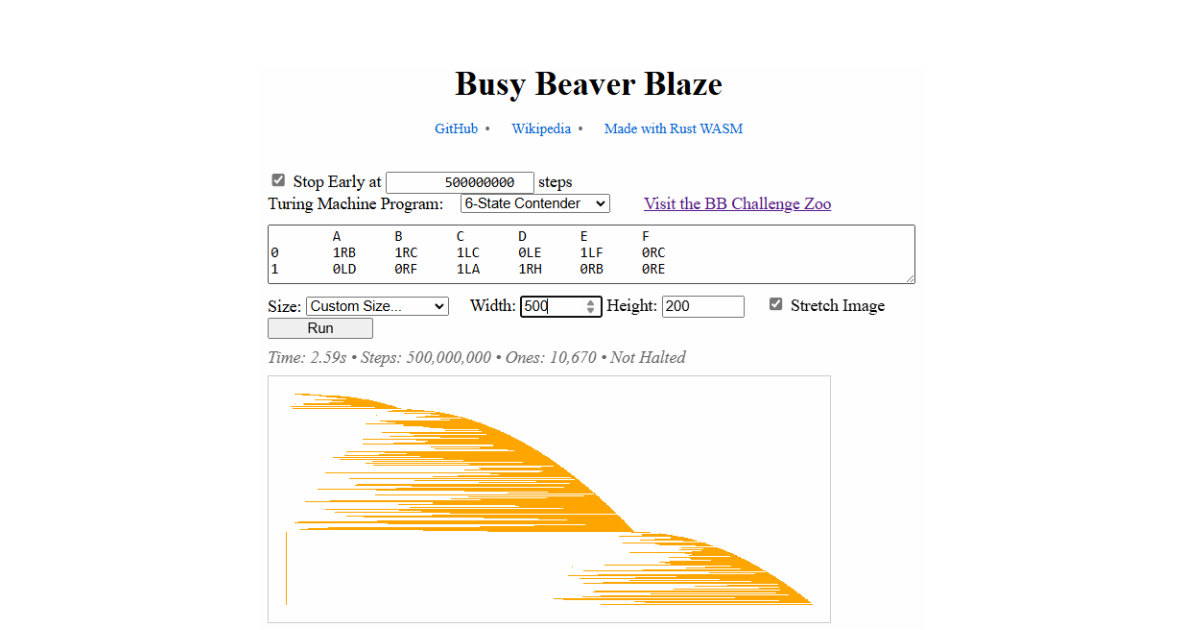 Busy Beaver Blaze
GitHub • Wikipedia • Made with Rust WASM
Stop Early at 500000000 steps
Turing Machine Program: 6-State Contender Visit the BB Challenge Zoo
A B C D E F
0 1RB 1RC 1LC 0LE 1LF 0RC
1 0LD 0RF 1LA 1RH 0RB 0RE
Size: Custom Size... Width: 500 Height: 200 Stretch Image
Run
Time: 2.59s • Steps: 500,000,000 • Ones: 10,670 • Not Halted